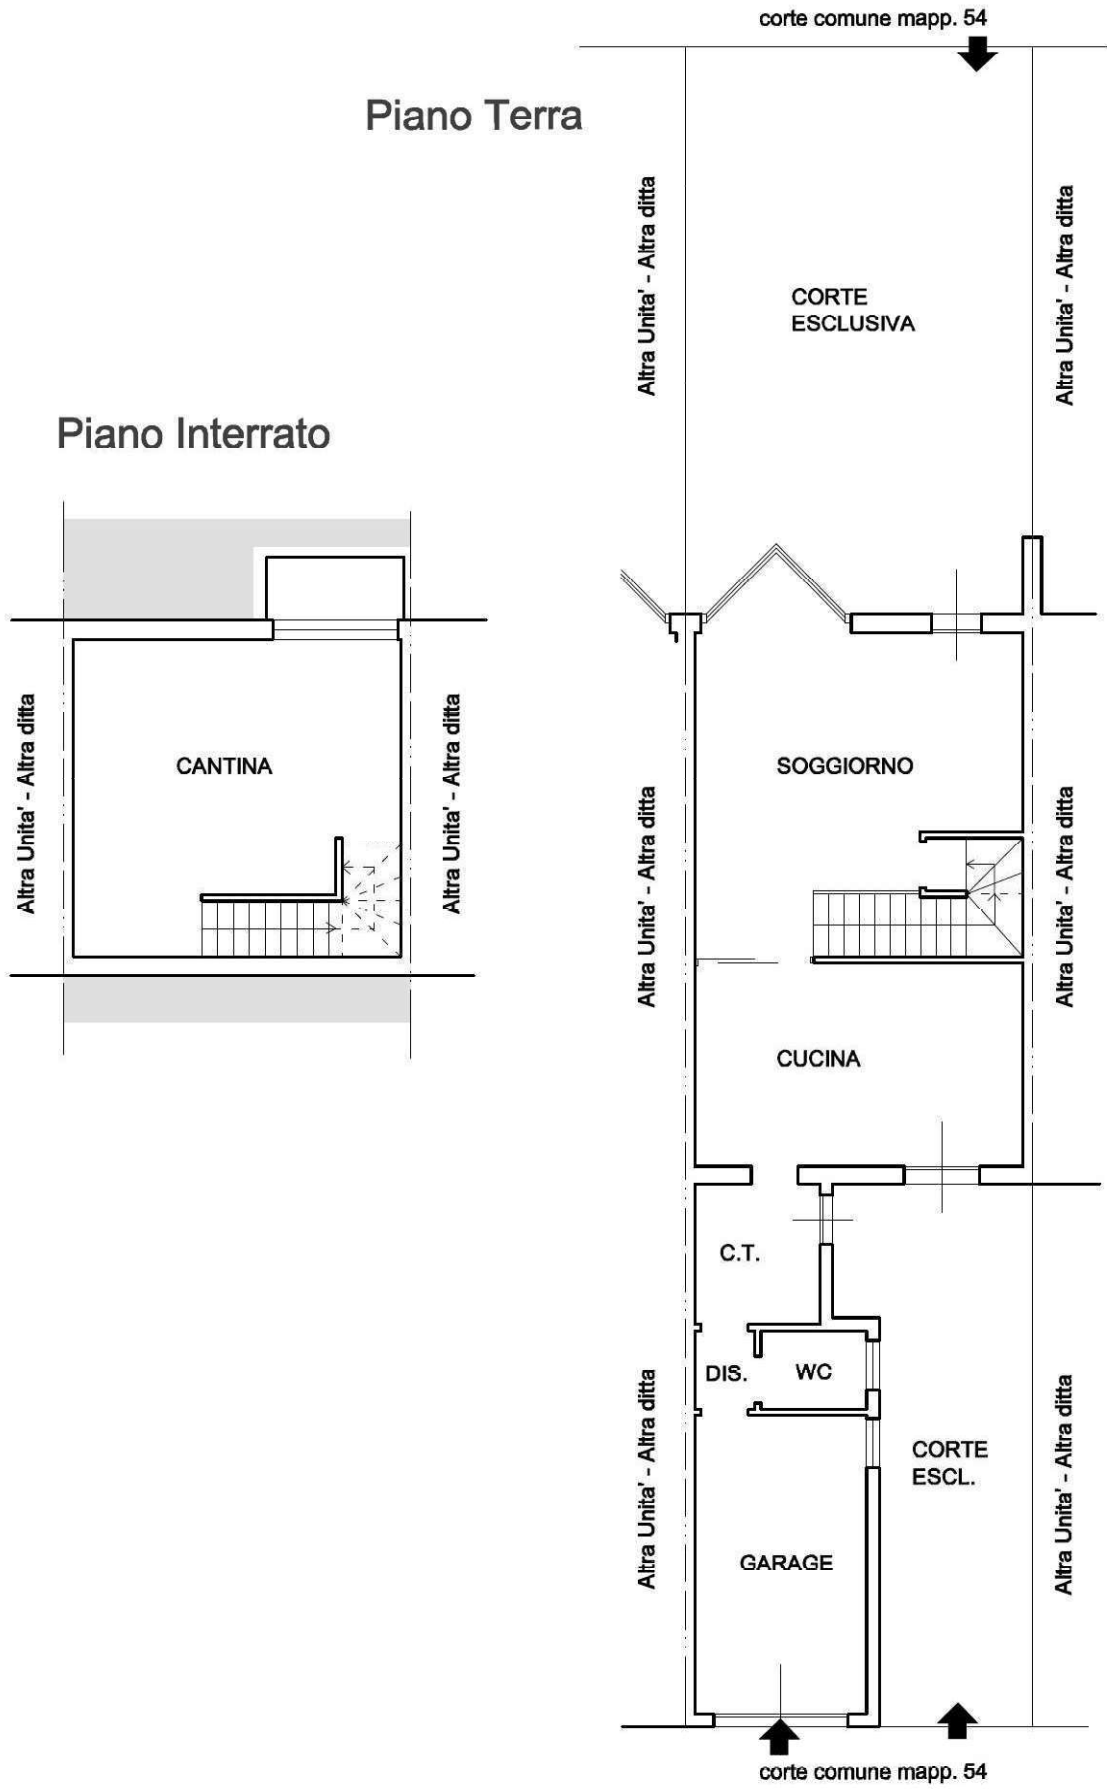 corte comune mapp. 54
Piano Terra
Altra Unita' - Altra ditta
Altra Unita' - Altra ditta
CORTE
ESCLUSIVA
Piano Interrato
Altra Unita' - Altra ditta
CANTINA
Altra Unita' - Altra ditta
Altra Unita' - Altra ditta
SOGGIORNO
Altra Unita' - Altra ditta
CUCINA
C.T.
DIS.
WC
Altra Unita' - Altra ditta
CORTE
ESCL.
Altra Unita' - Altra ditta
GARAGE
corte comune mapp. 54